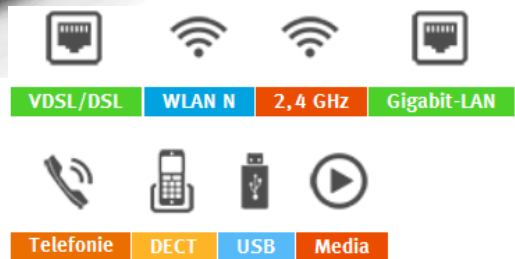 VDSL/DSL WLAN N 2,4 GHz Gigabit-LAN
Telefonie DECT USB Media